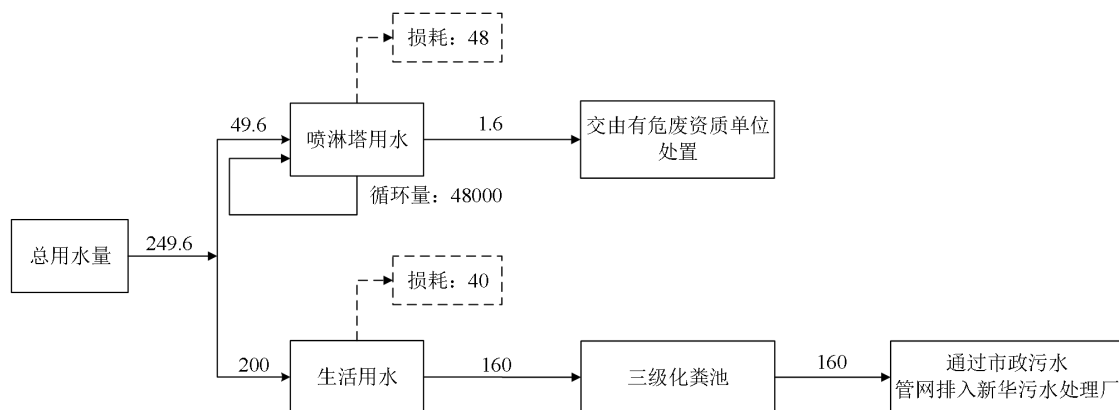 损耗：48
49.6
喷淋塔用水
1.6
交由有危废资质单位
处置
循环量：48000
总用水量
249.6
损耗：40
200
生活用水
160
三级化粪池
160
通过市政污水
管网排入新华污水处理厂